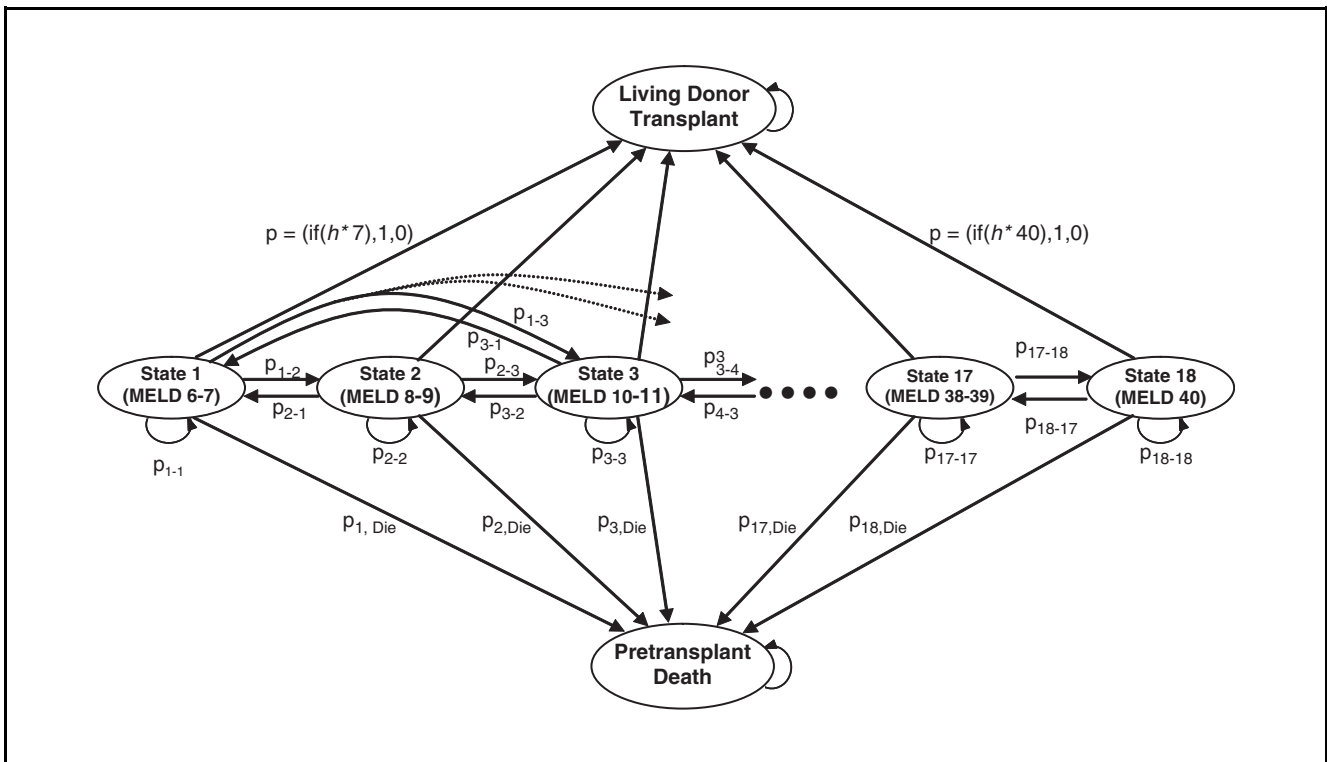 Living Donor
Transplant
p = (if(h* 7),1,0)
p = (if(h* 40),1,0)
p1-3
p3-1
p1-2
p2-1
p2-3
p3-2
p3
3-4
p4-3
p17-18
p18-17
State 1
(MELD 6-7)
State 2
(MELD 8-9)
State 3
(MELD 10-11)
State 17
(MELD 38-39)
State 18
(MELD 40)
p1-1
p2-2
p3-3
p17-17
p18-18
p1, Die
p2,Die
p3,Die
p17,Die
p18,Die
Pretransplant
Death